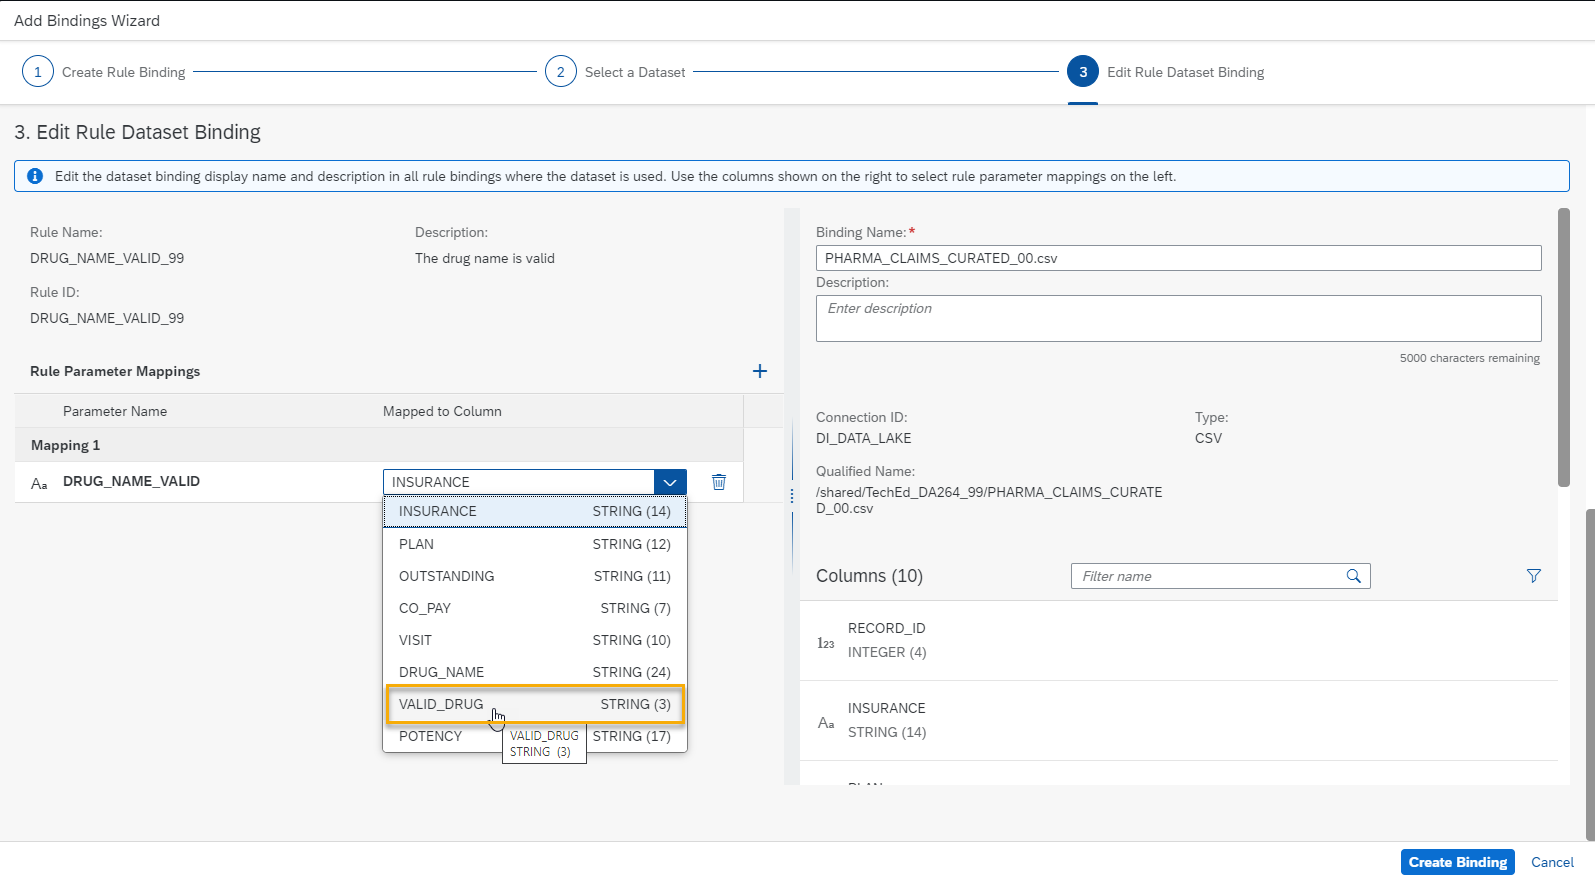 Add Bindings Wizard
1 Create Rule Binding
2 Select a Dataset
3 Edit Rule Dataset Binding
3. Edit Rule Dataset Binding
Edit the dataset binding display name and description in all rule bindings where the dataset is used. Use the columns shown on the right to select rule parameter mappings on the left.
Rule Name:
DRUG_NAME_VALID_99
Description:
The drug name is valid
Rule ID:
DRUG_NAME_VALID_99
Rule Parameter Mappings
Parameter Name
Mapped to Column
Mapping 1
Aa DRUG_NAME_VALID
INSURANCE
INSURANCE STRING (14)
PLAN STRING (12)
OUTSTANDING STRING (11)
CO_PAY STRING (7)
VISIT STRING (10)
DRUG_NAME STRING (24)
VALID_DRUG STRING (3)
POTENCY STRING (17)
VALID_DRUG
STRING (3)
Binding Name:*
PHARMA_CLAIMS_CURATED_00.csv
Description:
Enter description
5000 characters remaining
Connection ID:
DI_DATA_LAKE
Type:
CSV
Qualified Name:
/shared/TechEd_DA264_99/PHARMA_CLAIMS_CURATE
D_00.csv
Columns (10)
Filter name
123 RECORD_ID
INTEGER (4)
Aa INSURANCE
STRING (14)
PLAN
Create Binding
Cancel